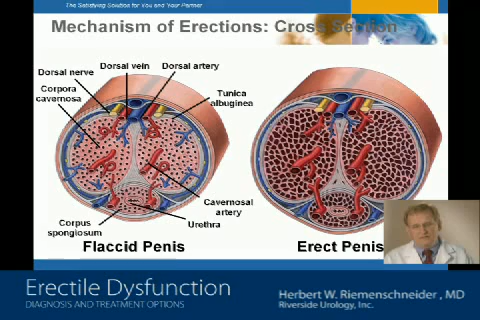 The Satisfying Solution for You and Your Partner
Mechanism of Erections: Cross Section
Dorsal nerve
Dorsal vein
Dorsal artery
Corpora
cavernosa
Tunica
albuginea
Cavernosal
artery
Corpus
spongiosum
Urethra
Flaccid Penis
Erect Penis
Erectile Dysfunction
DIAGNOSIS AND TREATMENT OPTIONS
Herbert W. Riemenschneider , MD
Riverside Urology, Inc.